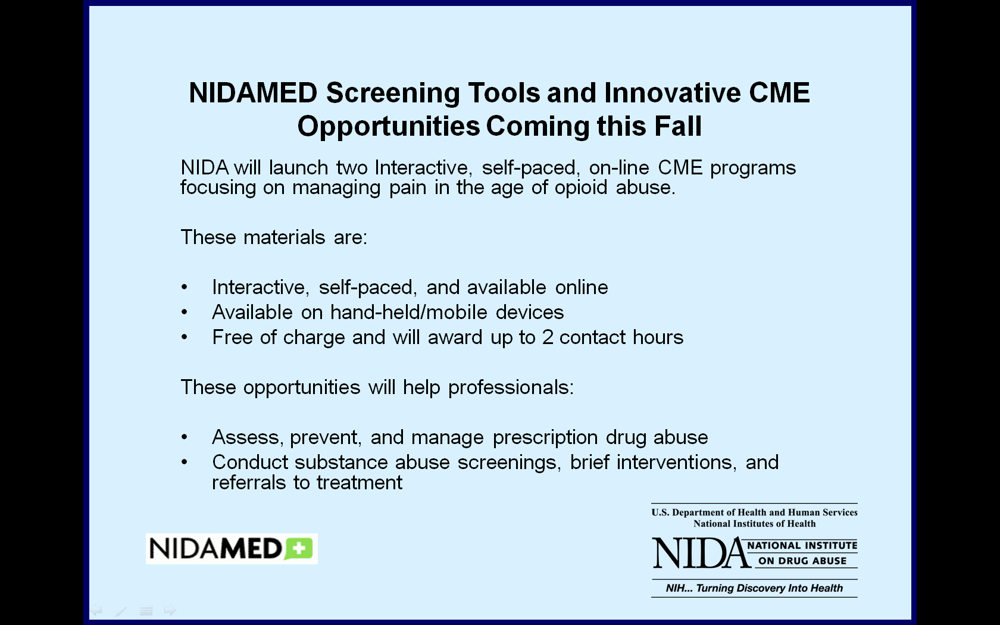 NIDAMED Screening Tools and Innovative CME
Opportunities Coming this Fall
NIDA will launch two Interactive, self-paced, on-line CME programs
focusing on managing pain in the age of opioid abuse.
These materials are:
• Interactive, self-paced, and available online
• Available on hand-held/mobile devices
• Free of charge and will award up to 2 contact hours
These opportunities will help professionals:
• Assess, prevent, and manage prescription drug abuse
• Conduct substance abuse screenings, brief interventions, and
referrals to treatment
NIDAMED
U.S. Department of Health and Human Services
National Institutes of Health
NIDA NATIONAL INSTITUTE
ON DRUG ABUSE
NIH... Turning Discovery Into Health